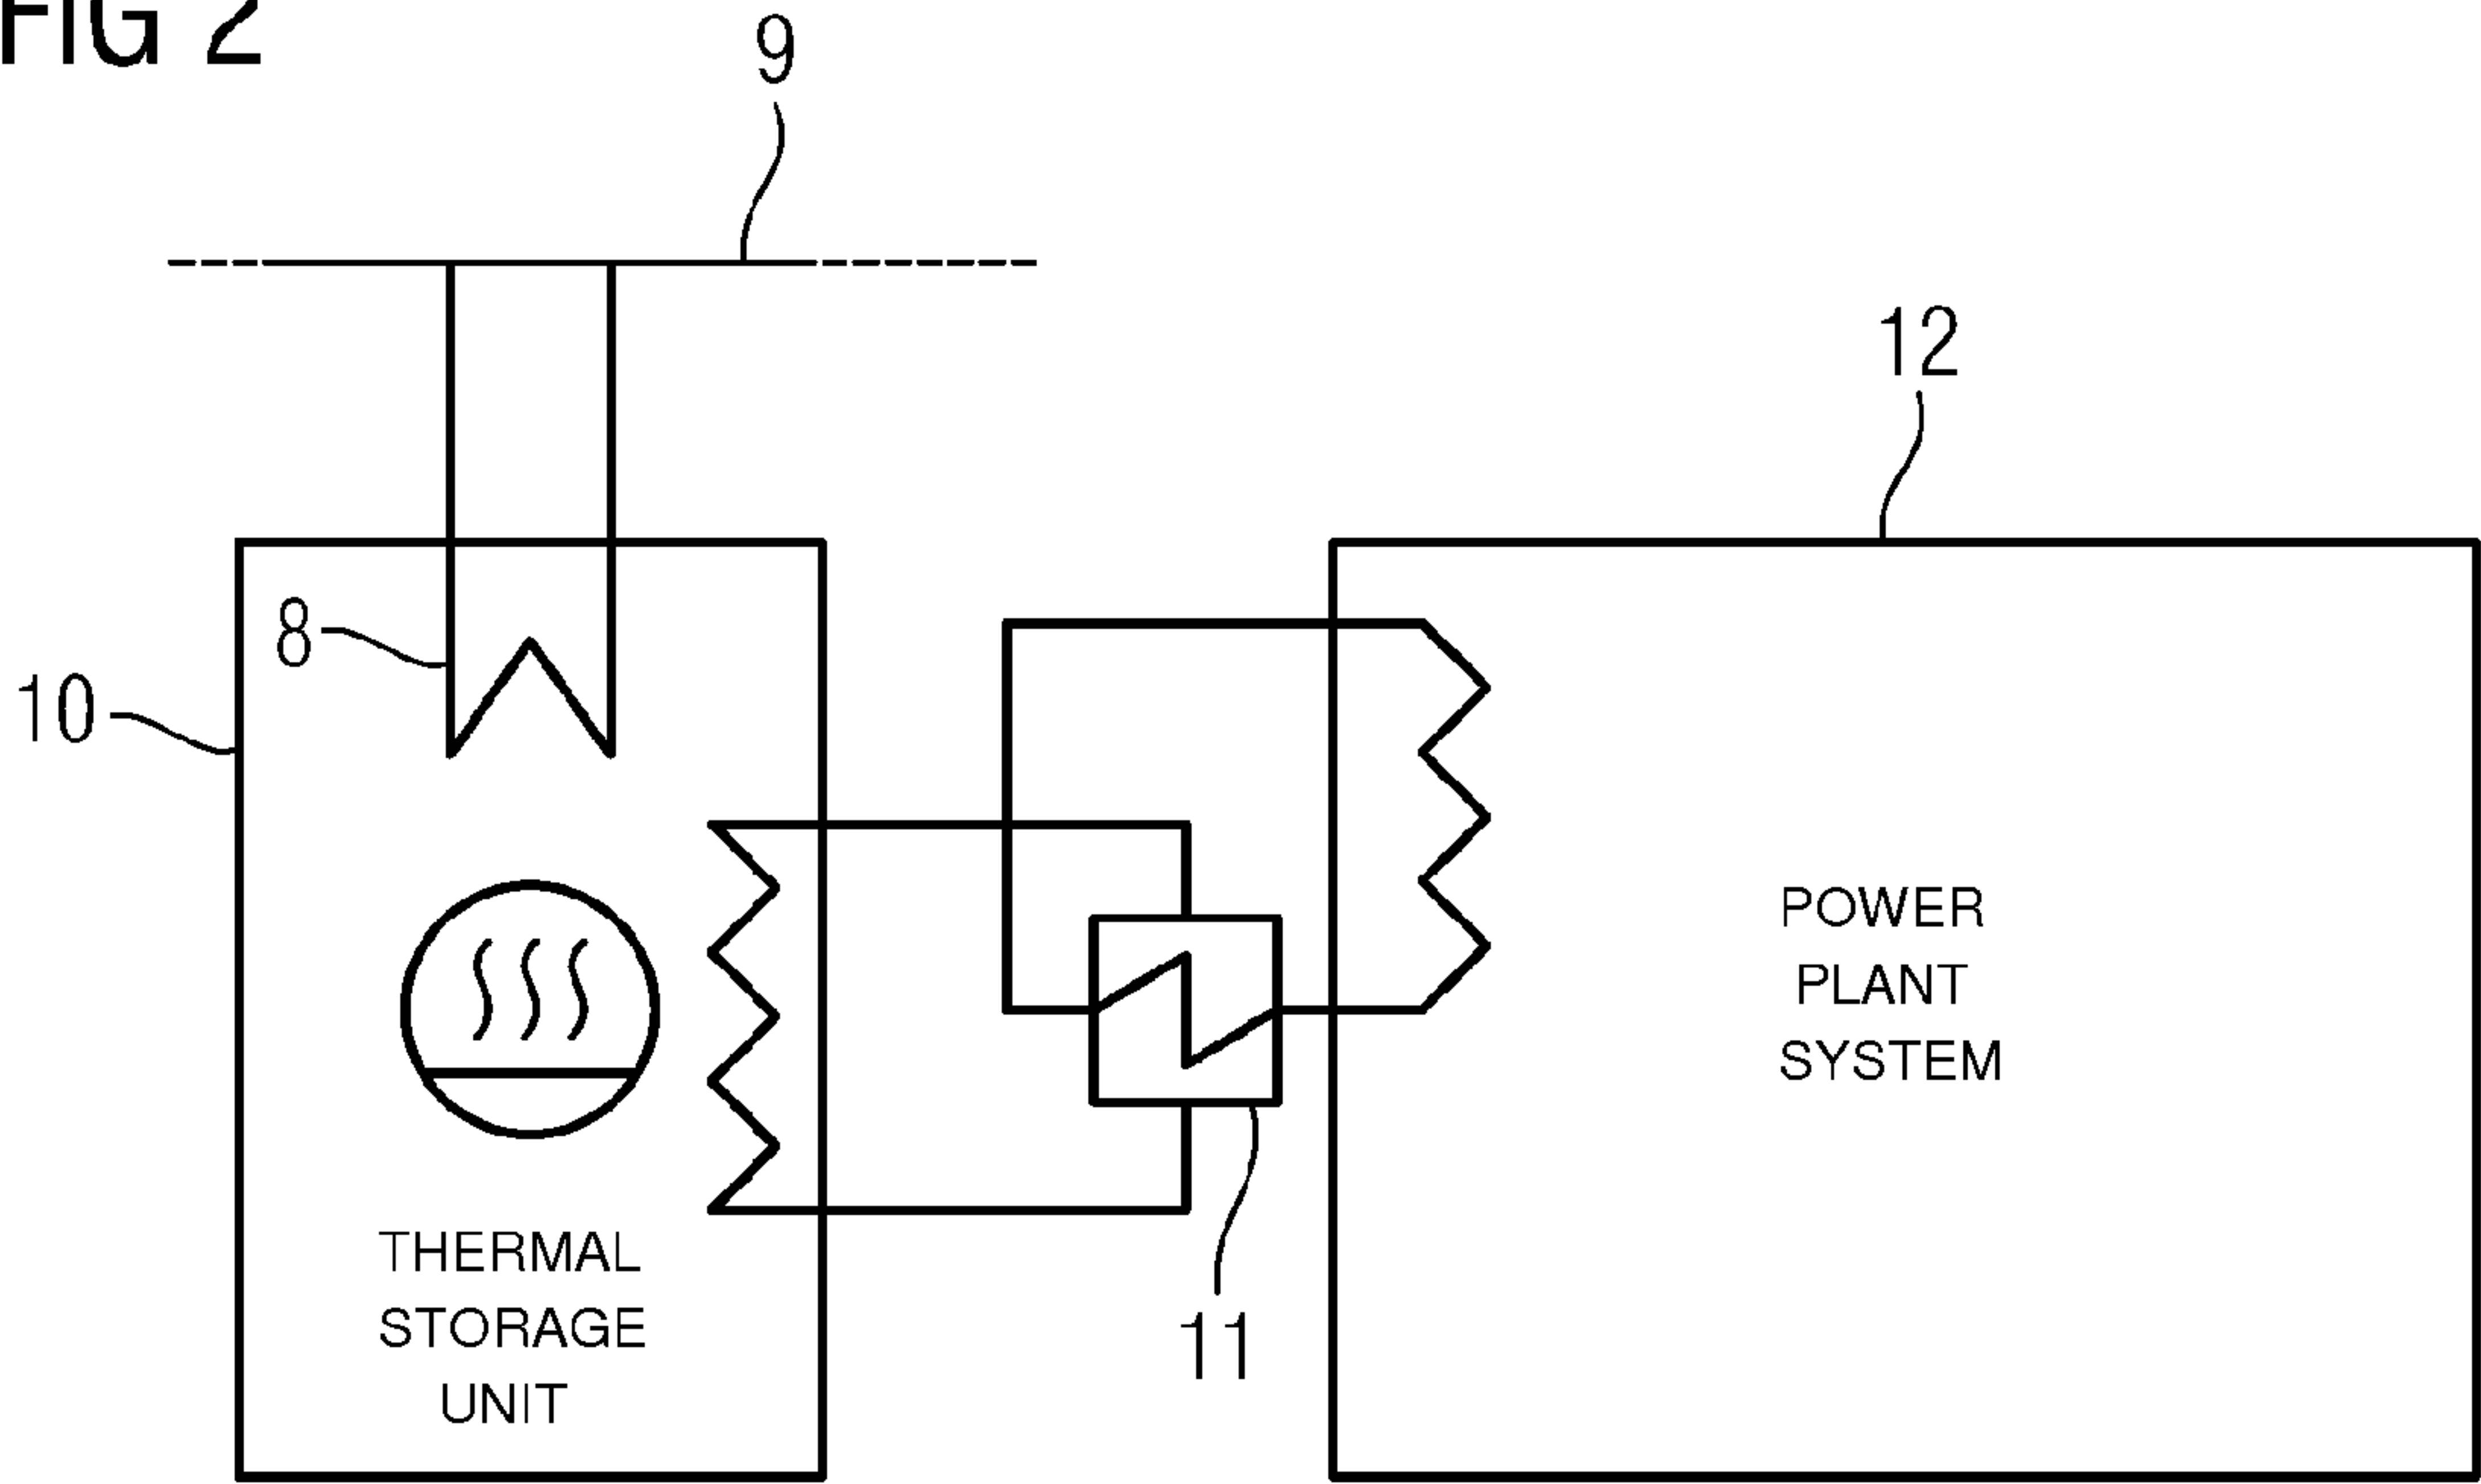 FIG 2
9
12
8
10
POWER
PLANT
SYSTEM
THERMAL
STORAGE
UNIT
11